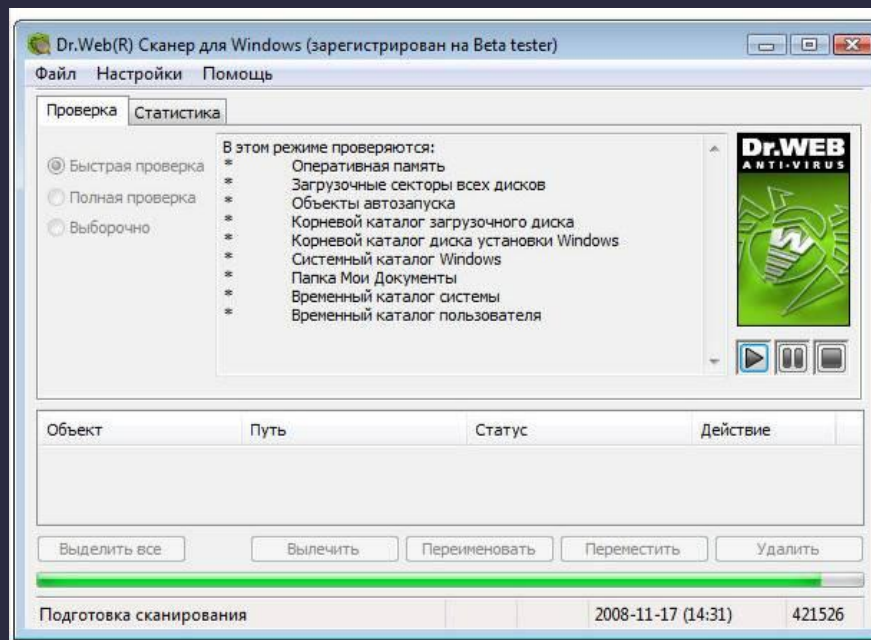 Dr.Web(R) Сканер для Windows (зарегистрирован на Beta tester)
Файл Настройки Помощь
Проверка Статистика
Быстрая проверка
Полная проверка
Выборочно
В этом режиме проверяются:
* Оперативная память
* Загрузочные секторы всех дисков
* Объекты автозапуска
* Корневой каталог загрузочного диска
* Корневой каталог диска установки Windows
* Системный каталог Windows
* Папка Мои Документы
* Временный каталог системы
* Временный каталог пользователя
Dr.WEB
ANTI-VIRUS
Объект Путь Статус Действие
Выделить все Вылечить Переименовать Переместить Удалить
Подготовка сканирования 2008-11-17 (14:31) 421526